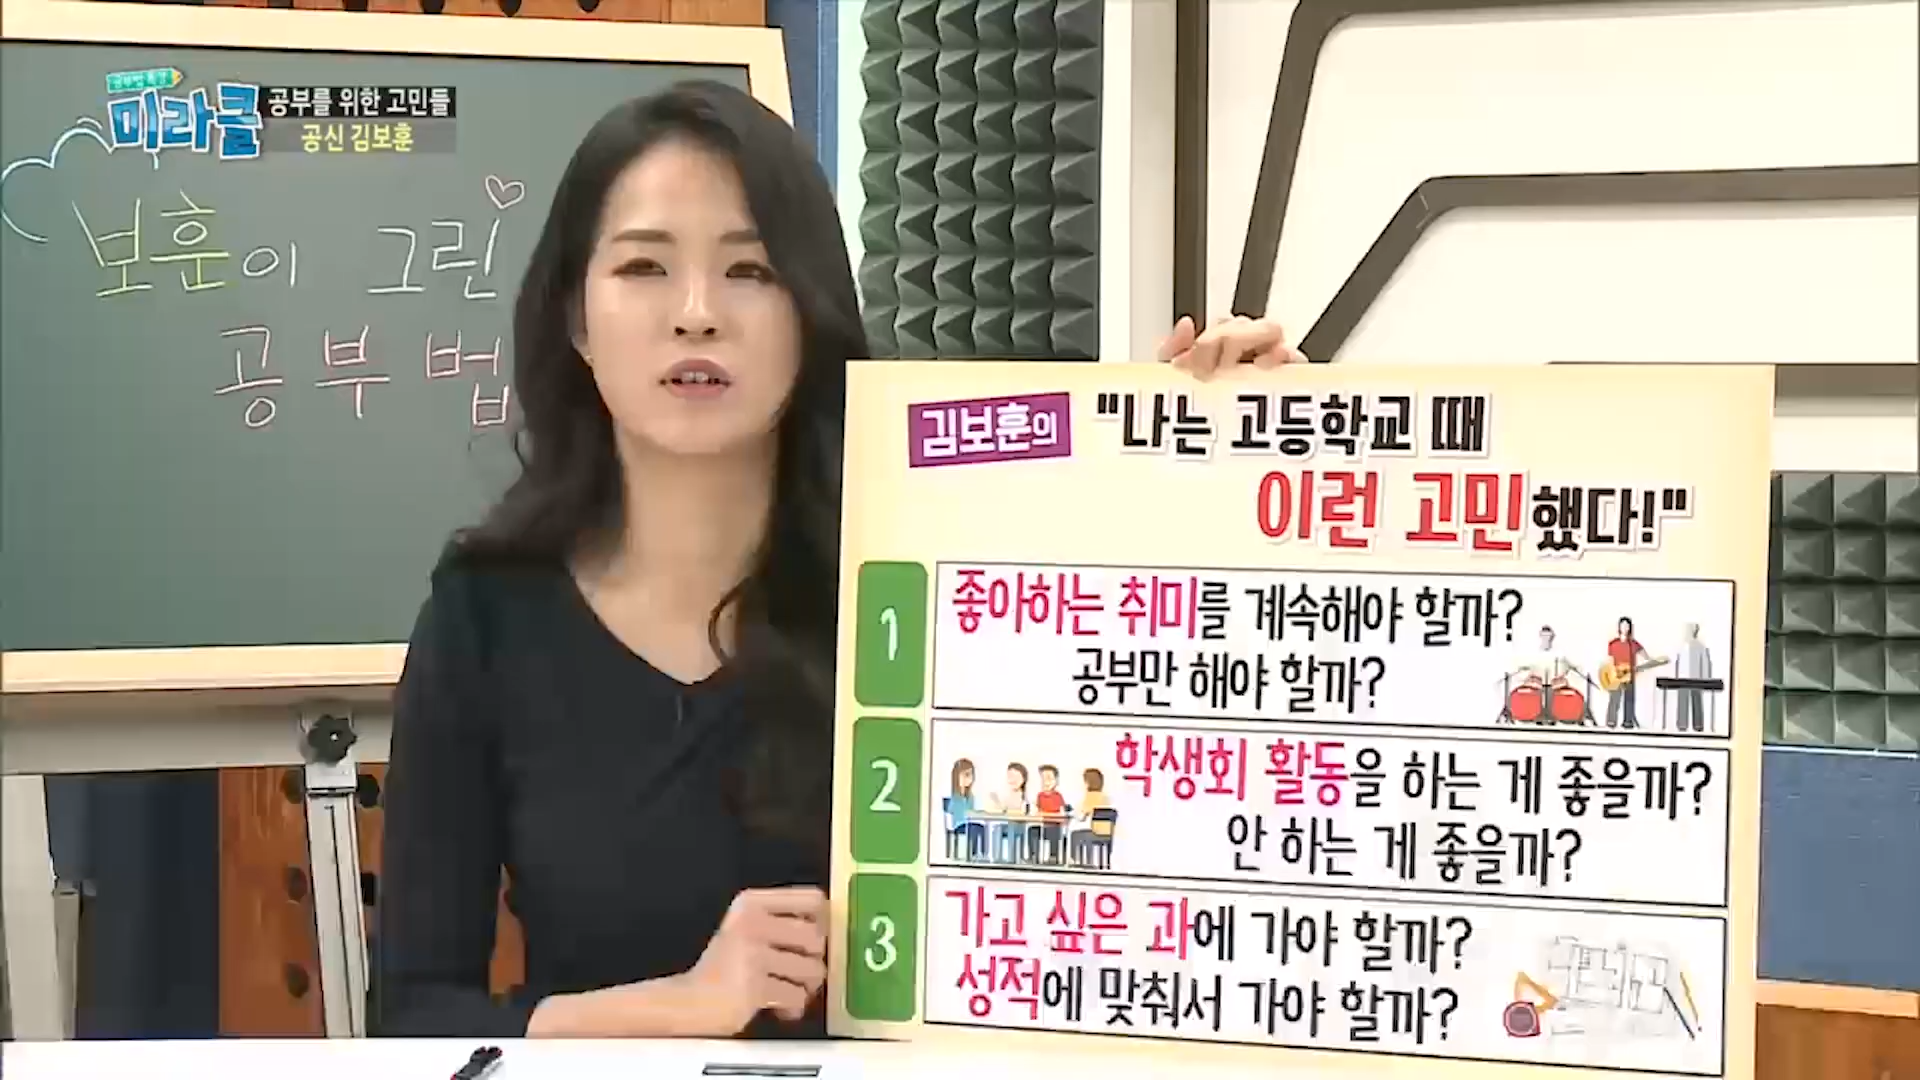 공부법 특강
미라클
공부를 위한 고민들
공신 김보훈
보훈이 그린
공부법
김보훈의 "나는 고등학교 때
이런 고민했다!"
1
좋아하는 취미를 계속해야 할까?
공부만 해야 할까?
2
학생회 활동을 하는 게 좋을까?
안 하는 게 좋을까?
3
가고 싶은 과에 가야 할까?
성적에 맞춰서 가야 할까?